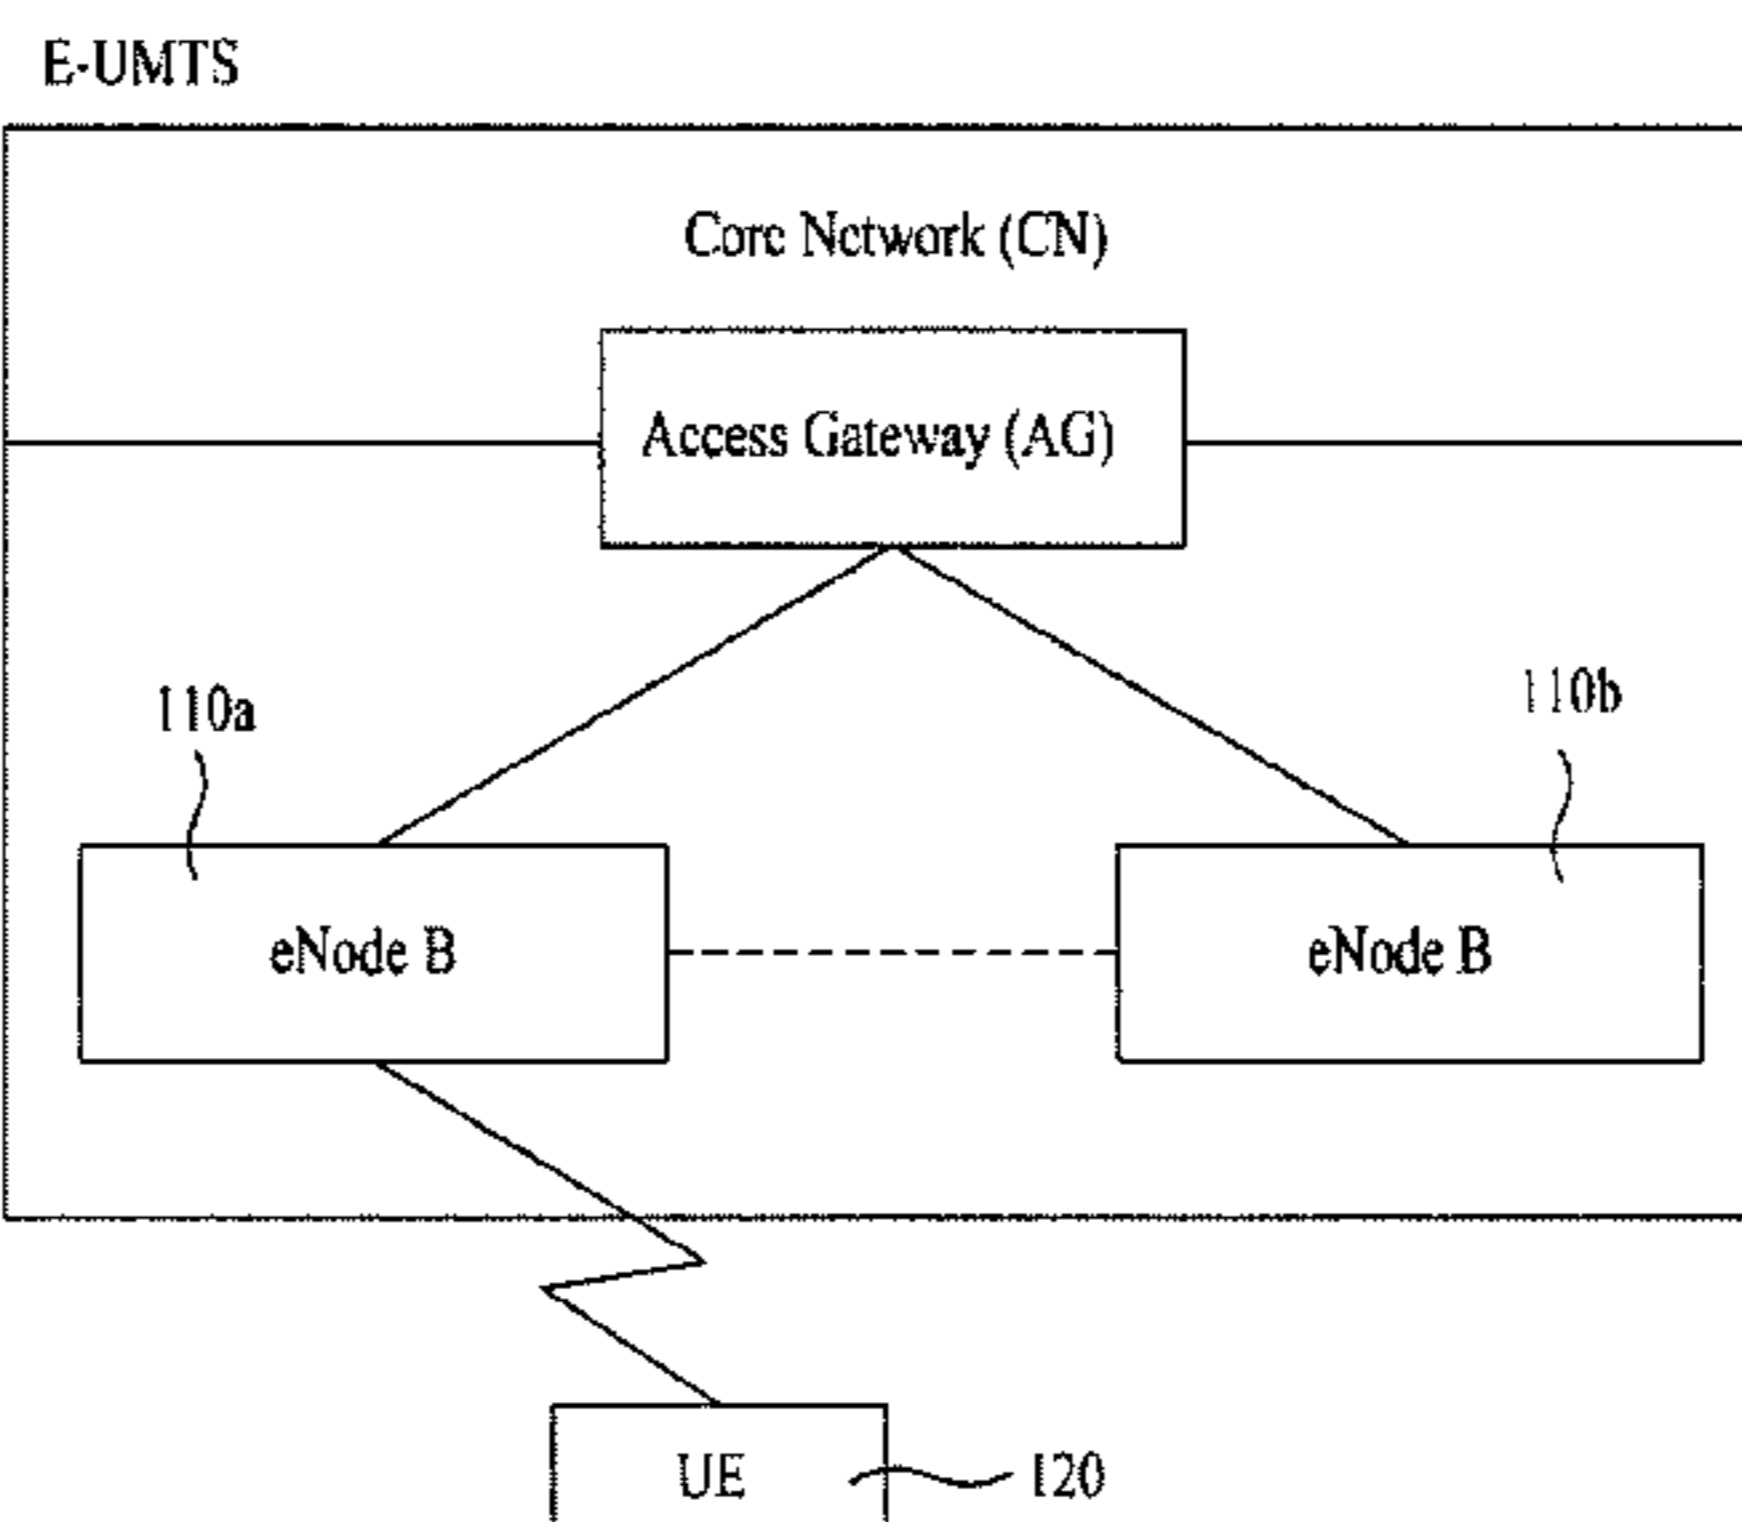 E-UMTS
Core Network (CN)
Access Gateway (AG)
110a
110b
eNode B
eNode B
UE
120